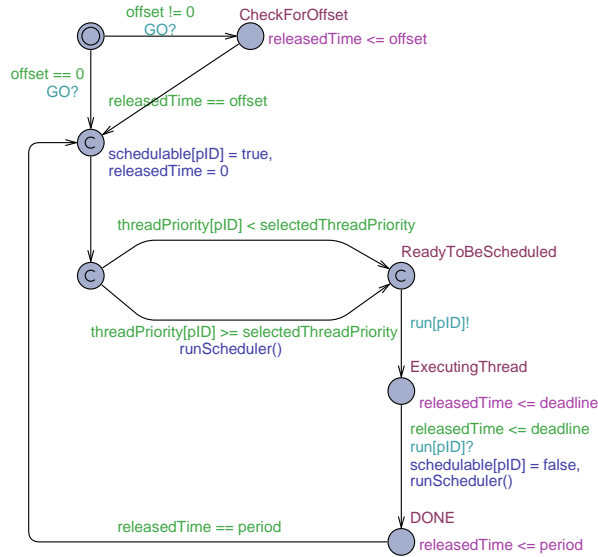 offset != 0
GO?
CheckForOffset
releasedTime <= offset
offset == 0
GO?
releasedTime == offset
C
schedulable[pID] = true,
releasedTime = 0
threadPriority[pID] < selectedThreadPriority
C
ReadyToBeScheduled
C
threadPriority[pID] >= selectedThreadPriority
runScheduler()
run[pID]!
ExecutingThread
releasedTime <= deadline
releasedTime <= deadline
run[pID]?
schedulable[pID] = false,
runScheduler()
DONE
releasedTime == period
releasedTime <= period